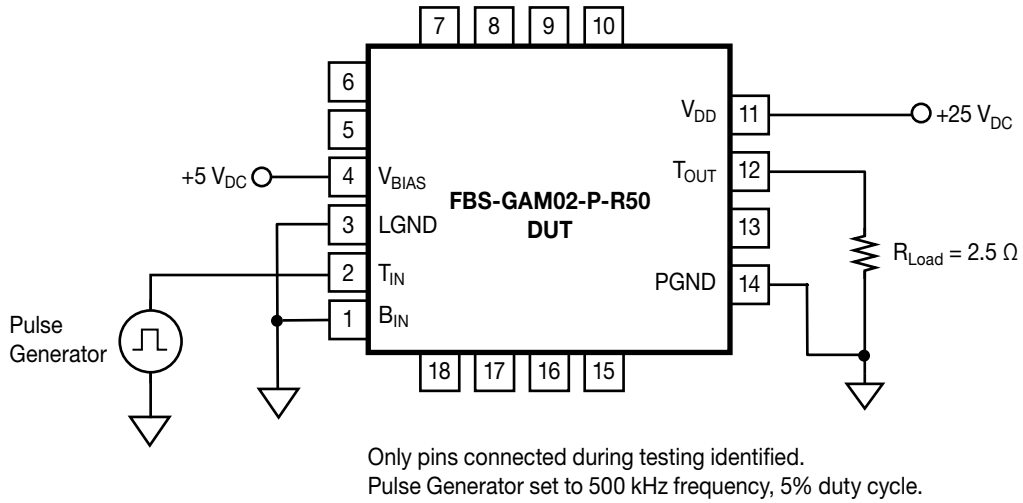 7 8 9 10
6
5
+5 V_DC 4 V_BIAS
3 LGND
2 T_IN
1 B_IN
FBS-GAM02-P-R50
DUT
V_DD 11 +25 V_DC
T_OUT 12
13
PGND 14
R_Load = 2.5 Ω
Pulse
Generator
18 17 16 15
Only pins connected during testing identified.
Pulse Generator set to 500 kHz frequency, 5% duty cycle.